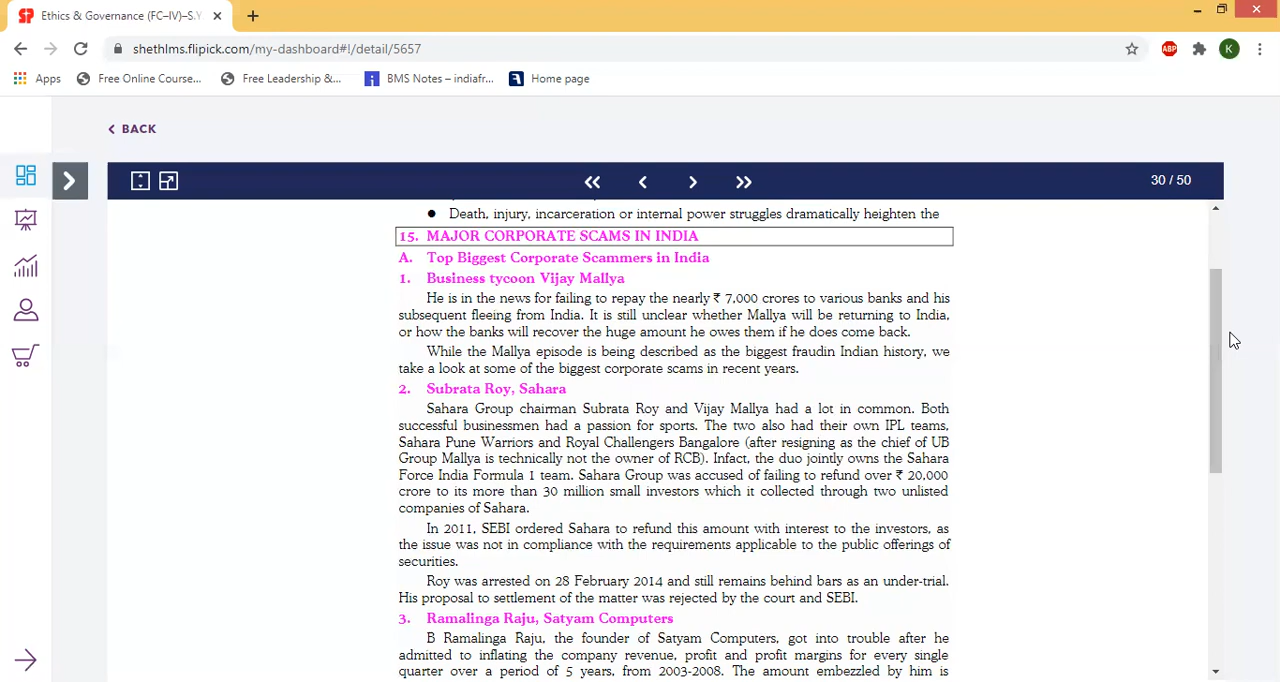 Ethics & Governance (FC–IV)–S.Y
shethlms.flipick.com/my-dashboard#!/detail/5657
ABP
K
Apps
Free Online Course...
Free Leadership &...
BMS Notes – indiafr...
Home page
BACK
30 / 50
● Death, injury, incarceration or internal power struggles dramatically heighten the
15. MAJOR CORPORATE SCAMS IN INDIA
A. Top Biggest Corporate Scammers in India
1. Business tycoon Vijay Mallya
He is in the news for failing to repay the nearly ₹ 7,000 crores to various banks and his
subsequent fleeing from India. It is still unclear whether Mallya will be returning to India,
or how the banks will recover the huge amount he owes them if he does come back.
While the Mallya episode is being described as the biggest fraudin Indian history, we
take a look at some of the biggest corporate scams in recent years.
2. Subrata Roy, Sahara
Sahara Group chairman Subrata Roy and Vijay Mallya had a lot in common. Both
successful businessmen had a passion for sports. The two also had their own IPL teams,
Sahara Pune Warriors and Royal Challengers Bangalore (after resigning as the chief of UB
Group Mallya is technically not the owner of RCB). Infact, the duo jointly owns the Sahara
Force India Formula 1 team. Sahara Group was accused of failing to refund over ₹ 20,000
crore to its more than 30 million small investors which it collected through two unlisted
companies of Sahara.
In 2011, SEBI ordered Sahara to refund this amount with interest to the investors, as
the issue was not in compliance with the requirements applicable to the public offerings of
securities.
Roy was arrested on 28 February 2014 and still remains behind bars as an under-trial.
His proposal to settlement of the matter was rejected by the court and SEBI.
3. Ramalinga Raju, Satyam Computers
B Ramalinga Raju, the founder of Satyam Computers, got into trouble after he
admitted to inflating the company revenue, profit and profit margins for every single
quarter over a period of 5 years, from 2003-2008. The amount embezzled by him is